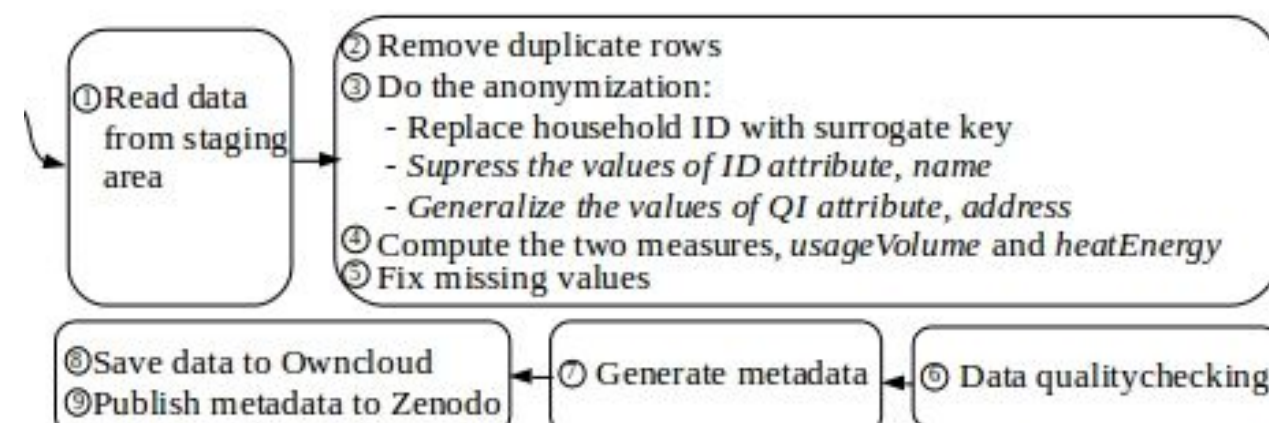 ①Read data
from staging
area
② Remove duplicate rows
③ Do the anonymization:
- Replace household ID with surrogate key
- Supress the values of ID attribute, name
- Generalize the values of QI attribute, address
④ Compute the two measures, usageVolume and heatEnergy
⑤ Fix missing values
⑥ Data qualitychecking
⑦ Generate metadata
⑧Save data to Owncloud
⑨Publish metadata to Zenodo